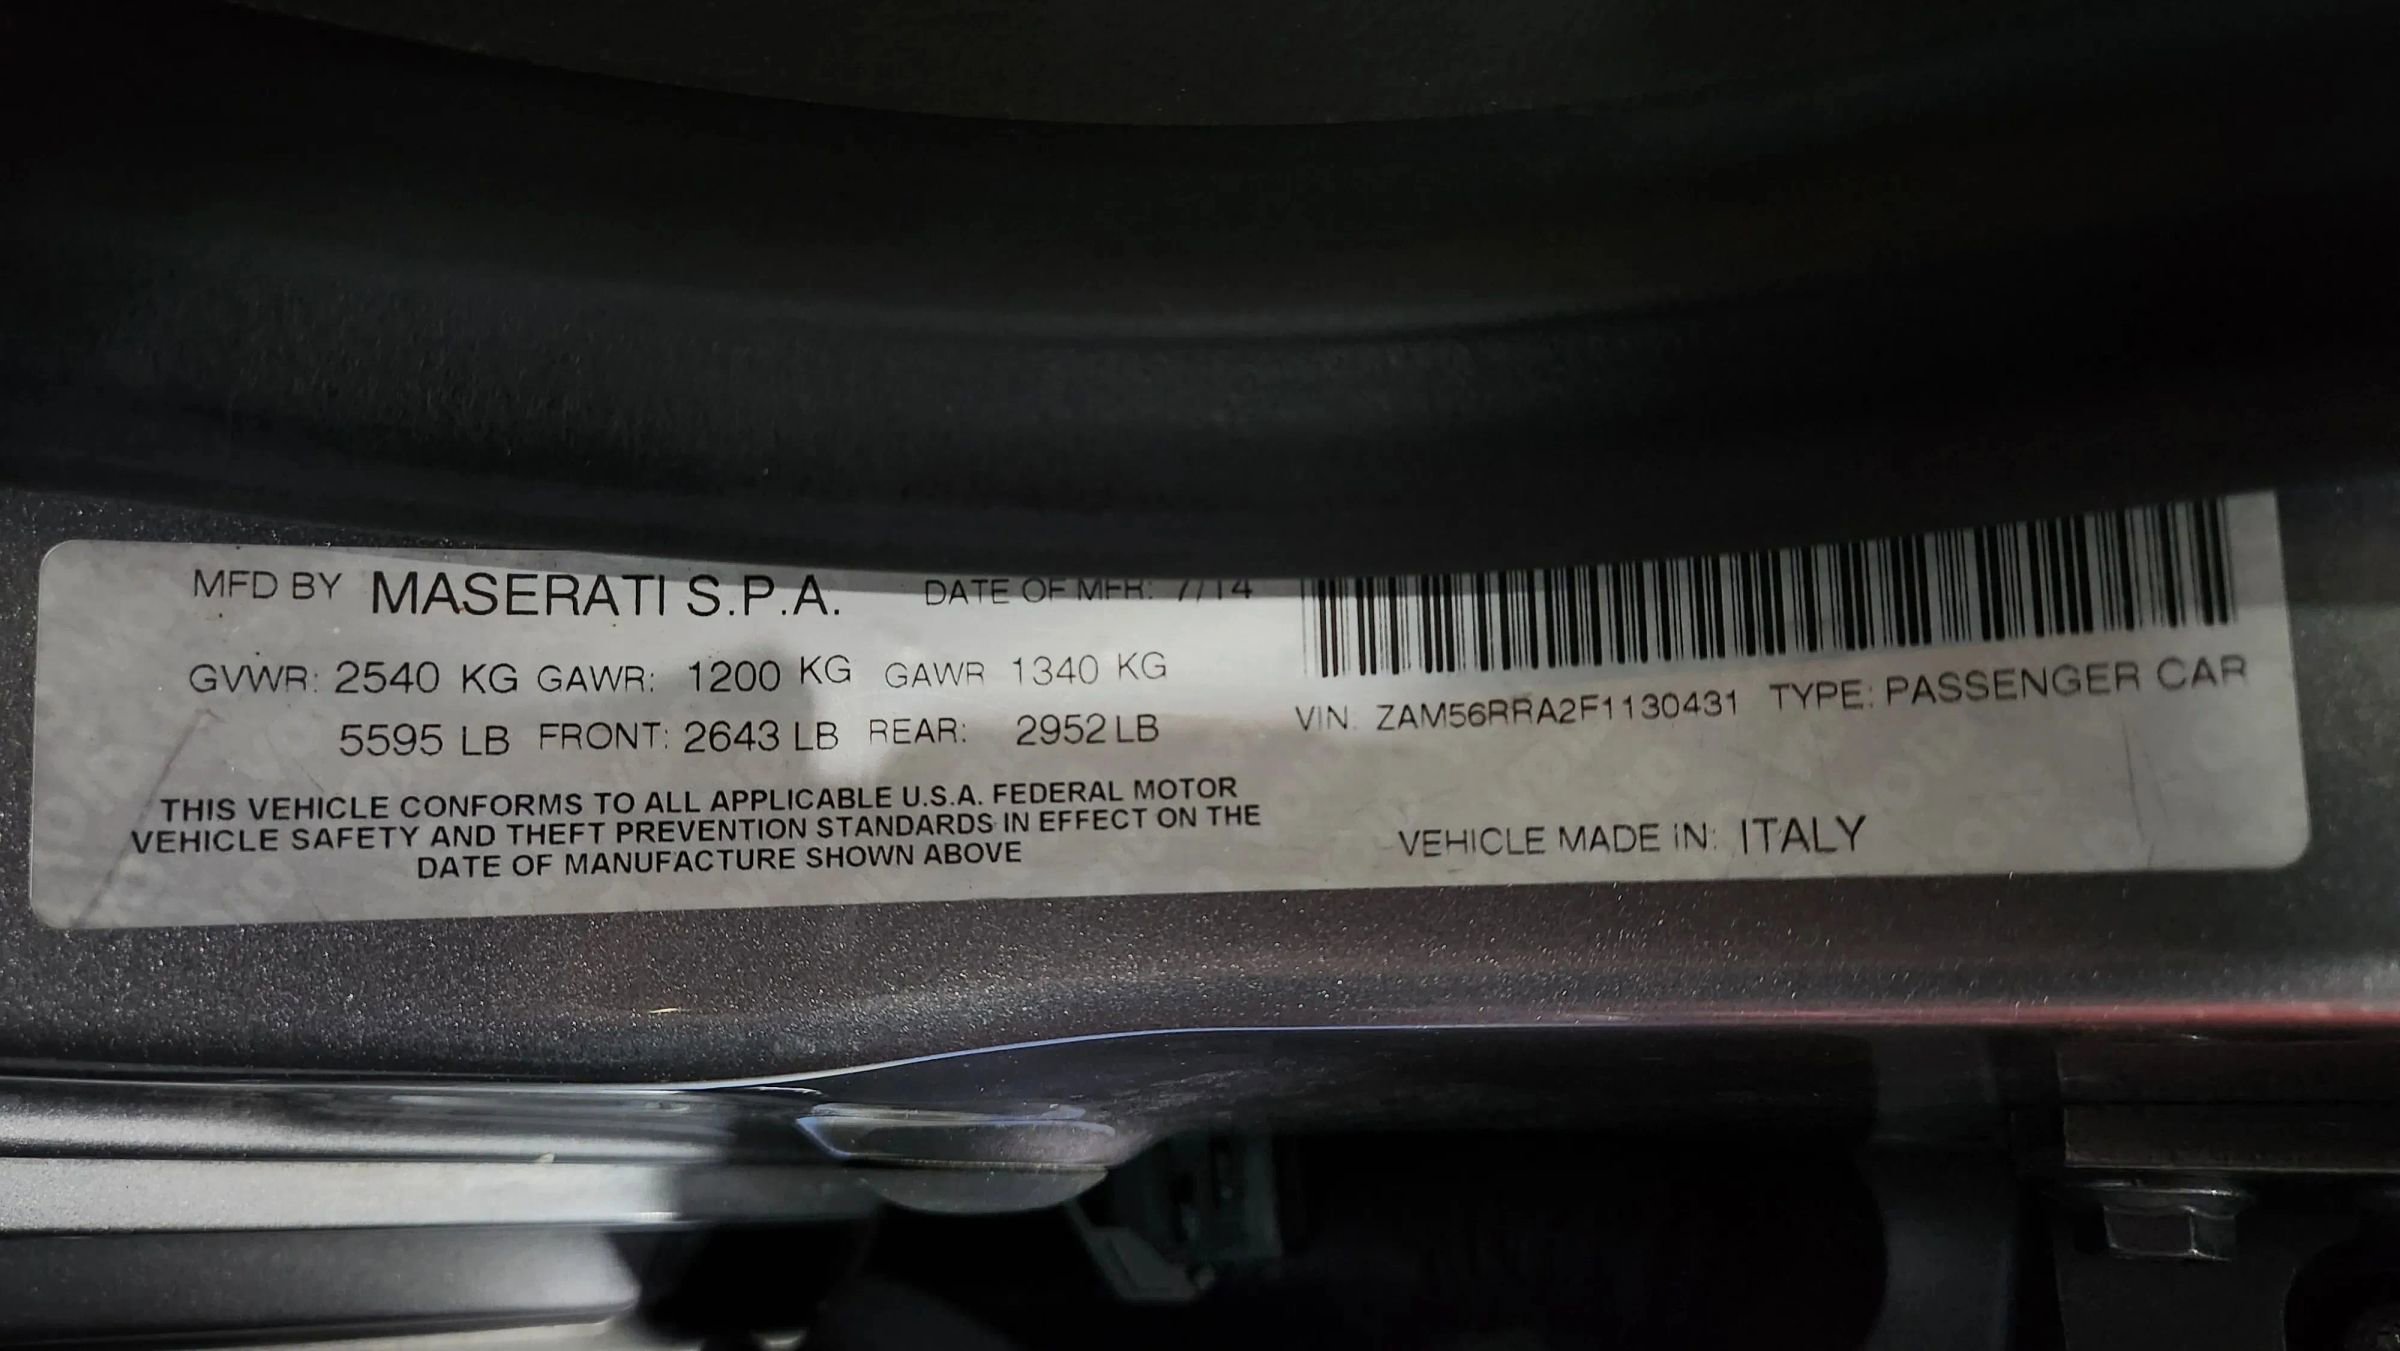 MFD BY MASERATI S.P.A. DATE OF MFR: 7/14
GVWR: 2540 KG GAWR: 1200 KG GAWR 1340 KG
5595 LB FRONT: 2643 LB REAR: 2952 LB
THIS VEHICLE CONFORMS TO ALL APPLICABLE U.S.A. FEDERAL MOTOR
VEHICLE SAFETY AND THEFT PREVENTION STANDARDS IN EFFECT ON THE
DATE OF MANUFACTURE SHOWN ABOVE
VIN: ZAM56RRA2F1130431 TYPE: PASSENGER CAR
VEHICLE MADE IN: ITALY